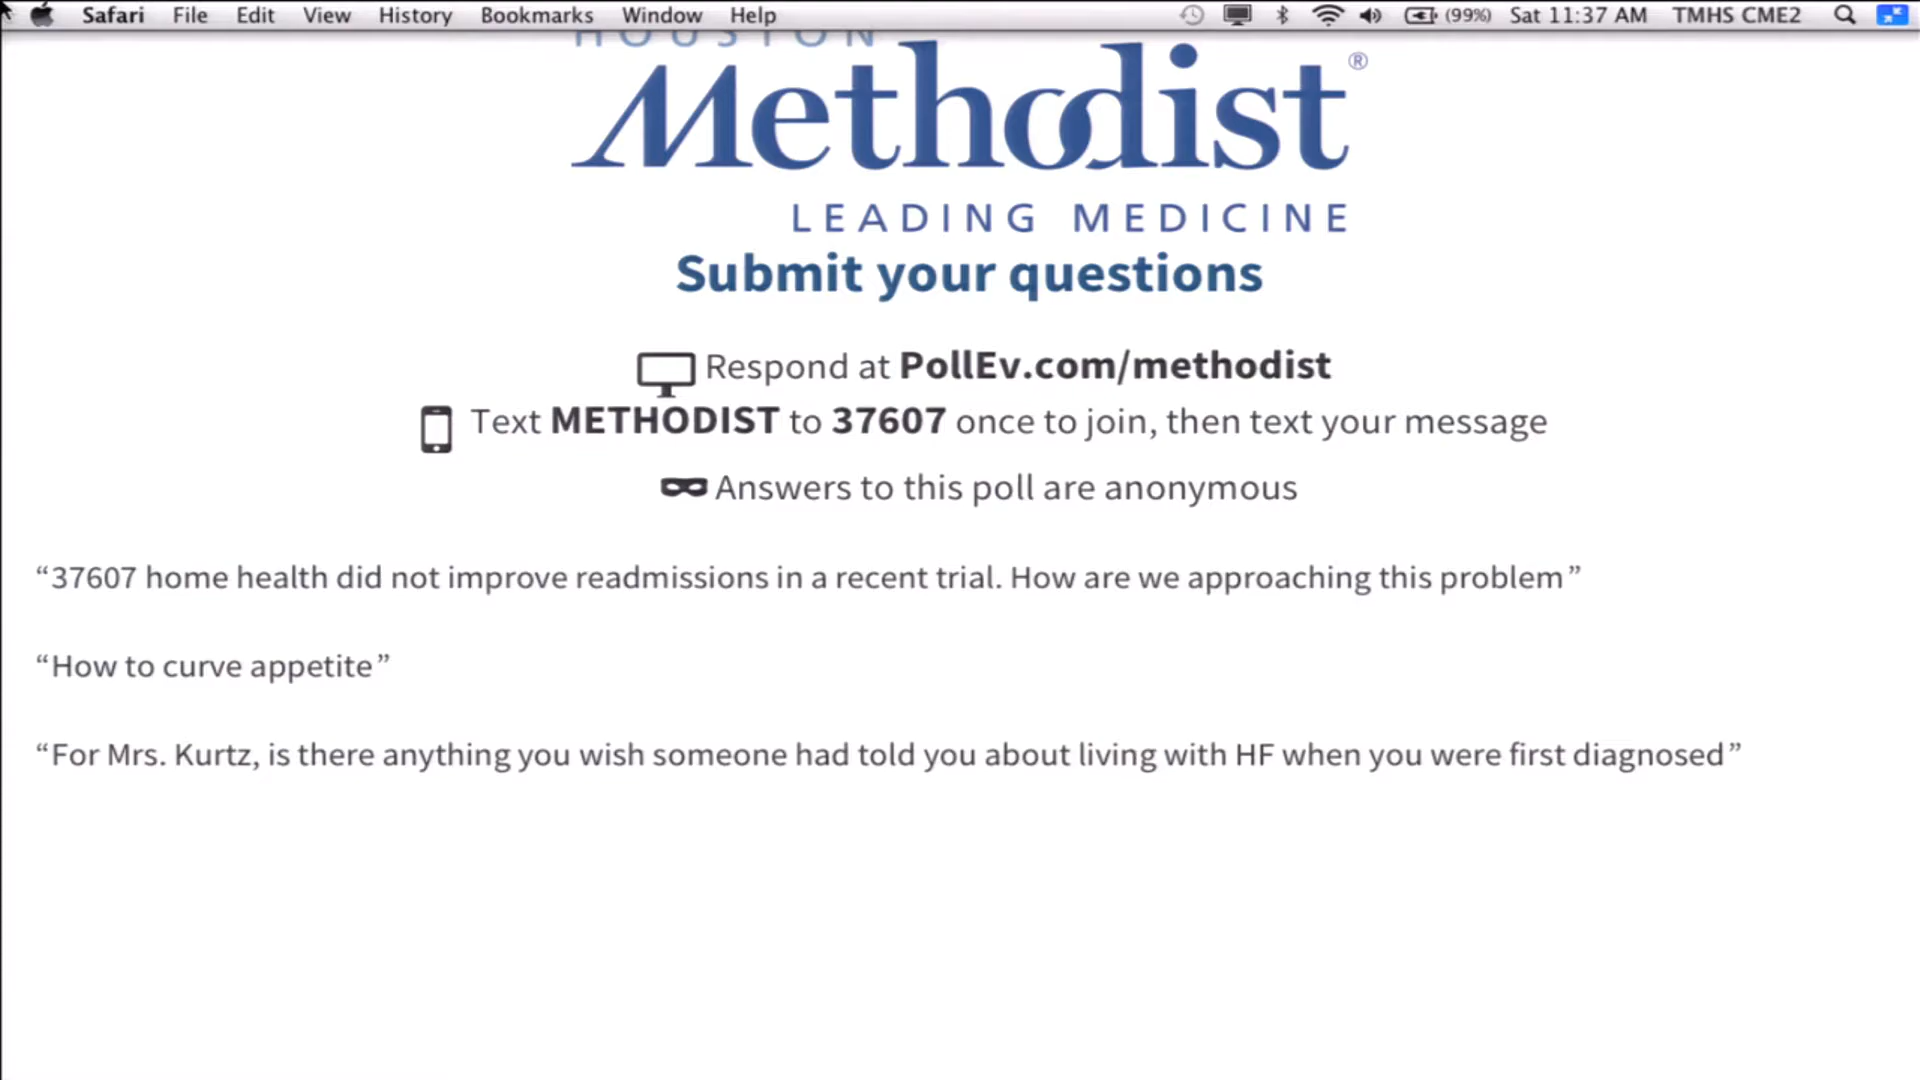 Safari File Edit View History Bookmarks Window Help (99%) Sat 11:37 AM TMHS CME2
HOUSTON
Methodist®
LEADING MEDICINE
Submit your questions
Respond at PollEv.com/methodist
Text METHODIST to 37607 once to join, then text your message
Answers to this poll are anonymous
“37607 home health did not improve readmissions in a recent trial. How are we approaching this problem”
“How to curve appetite”
“For Mrs. Kurtz, is there anything you wish someone had told you about living with HF when you were first diagnosed”